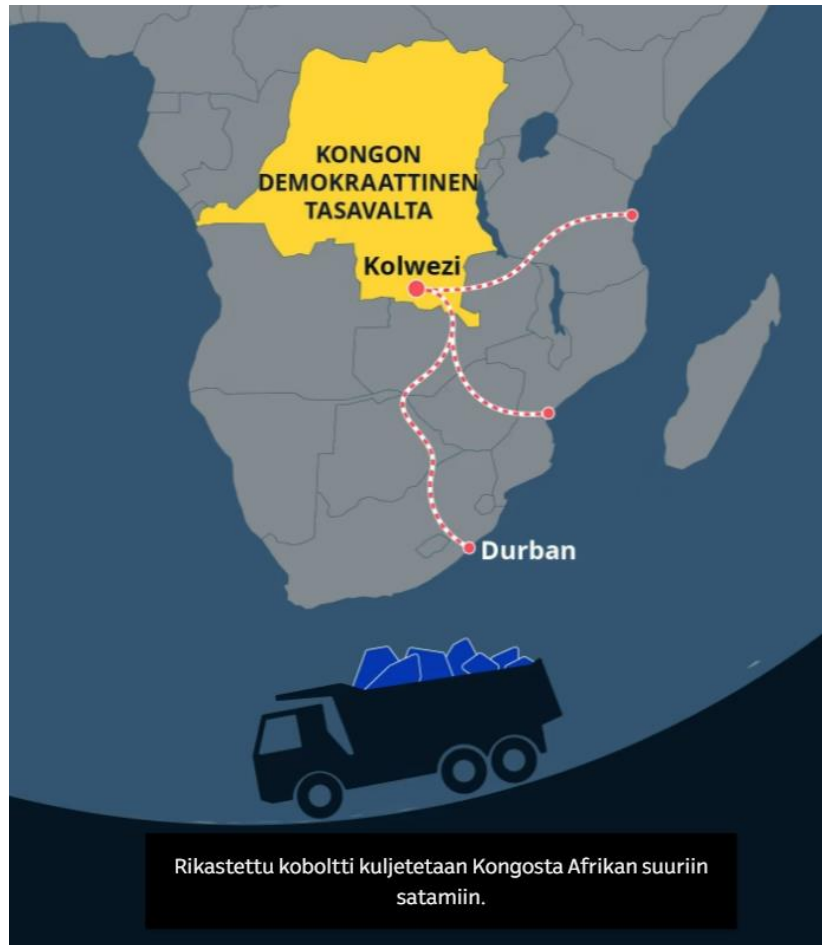 KONGON
DEMOKRAATTINEN
TASAVALTA
Kolwezi
Durban
Rikastettu koboltti kuljetetaan Kongosta Afrikan suuriin
satamiin.